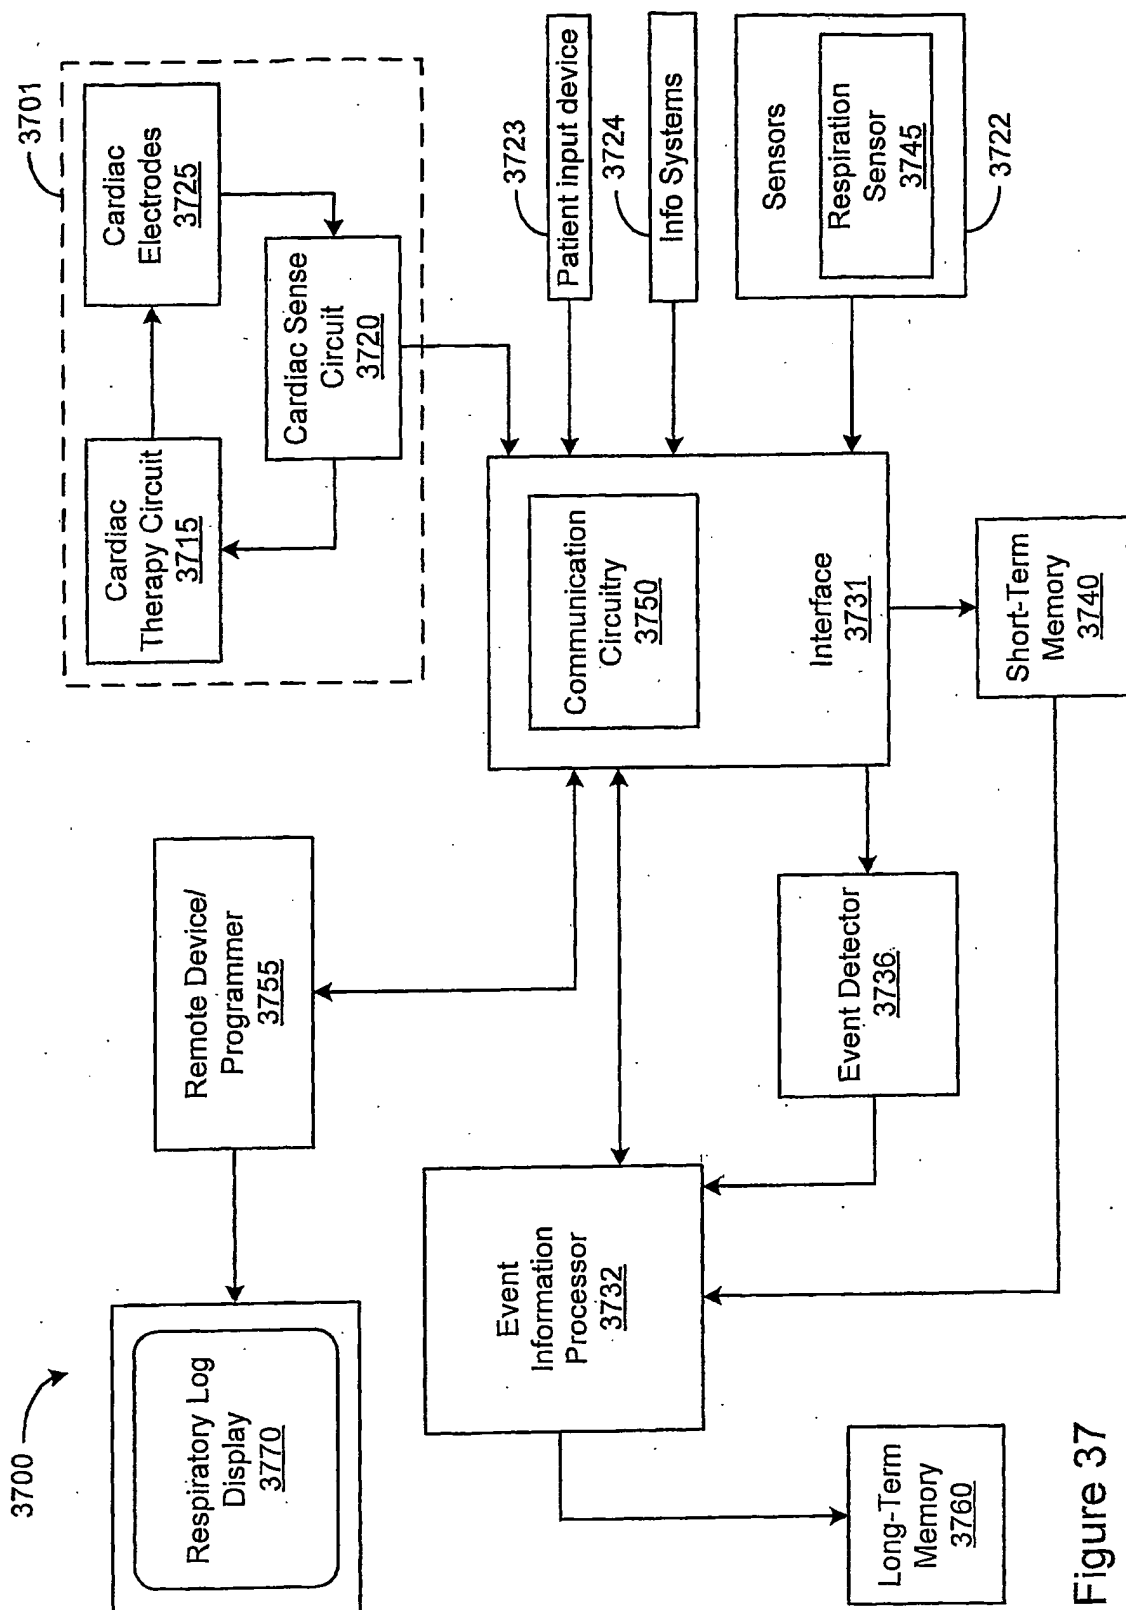 3700
Respiratory Log
Display
3770
Remote Device/
Programmer
3755
3701
Cardiac
Therapy Circuit
3715
Cardiac
Electrodes
3725
Cardiac Sense
Circuit
3720
3723
Patient input device
3724
Info Systems
Sensors
Respiration
Sensor
3745
3722
Communication
Circuitry
3750
Interface
3731
Event
Information
Processor
3732
Event Detector
3736
Short-Term
Memory
3740
Long-Term
Memory
3760
Figure 37